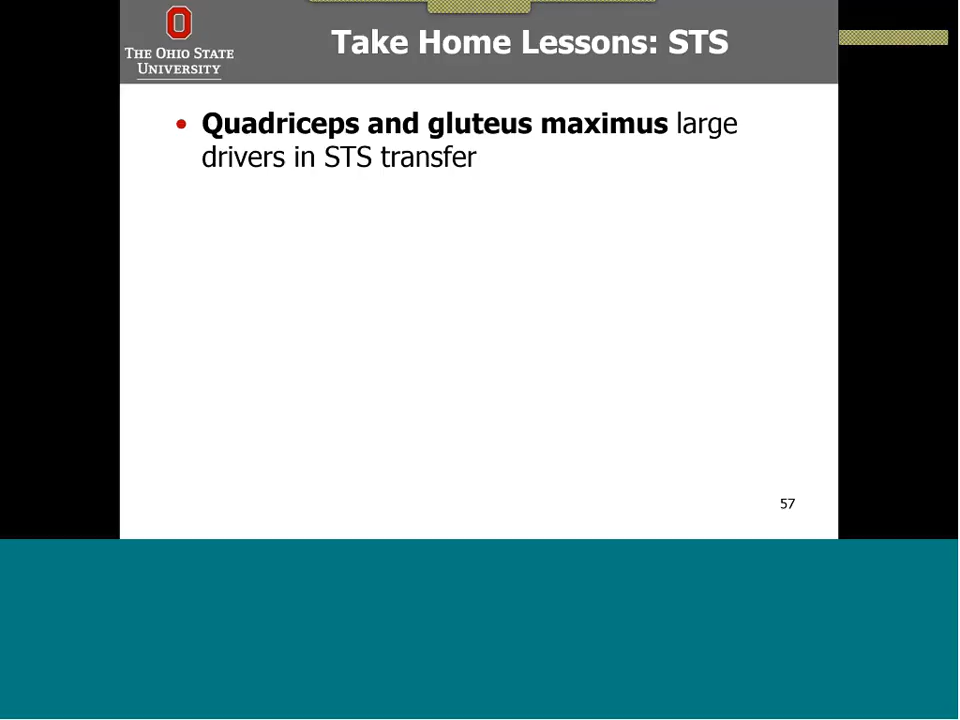 THE OHIO STATE
UNIVERSITY
Take Home Lessons: STS
• Quadriceps and gluteus maximus large
drivers in STS transfer
57